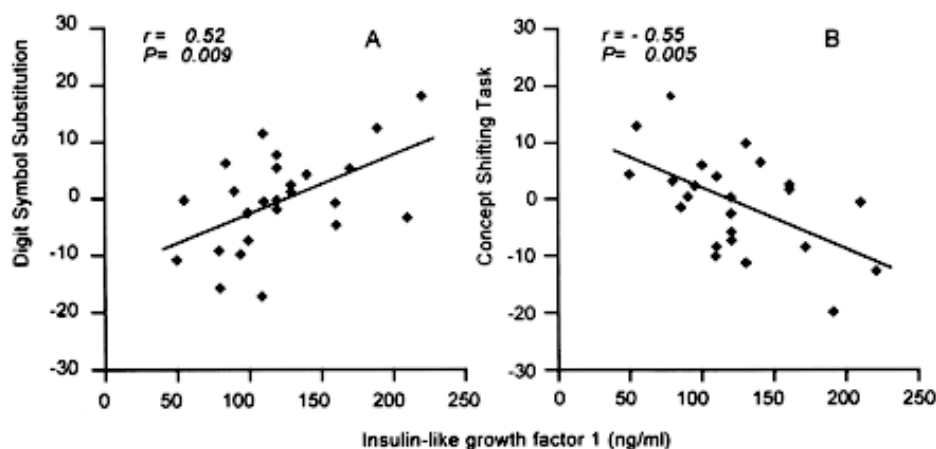 r = 0.52
P= 0.009
A
Digit Symbol Substitution
30
20
10
0
-10
-20
-30
0 50 100 150 200 250
r = - 0.55
P= 0.005
B
Concept Shifting Task
30
20
10
0
-10
-20
-30
0 50 100 150 200 250
Insulin-like growth factor 1 (ng/ml)